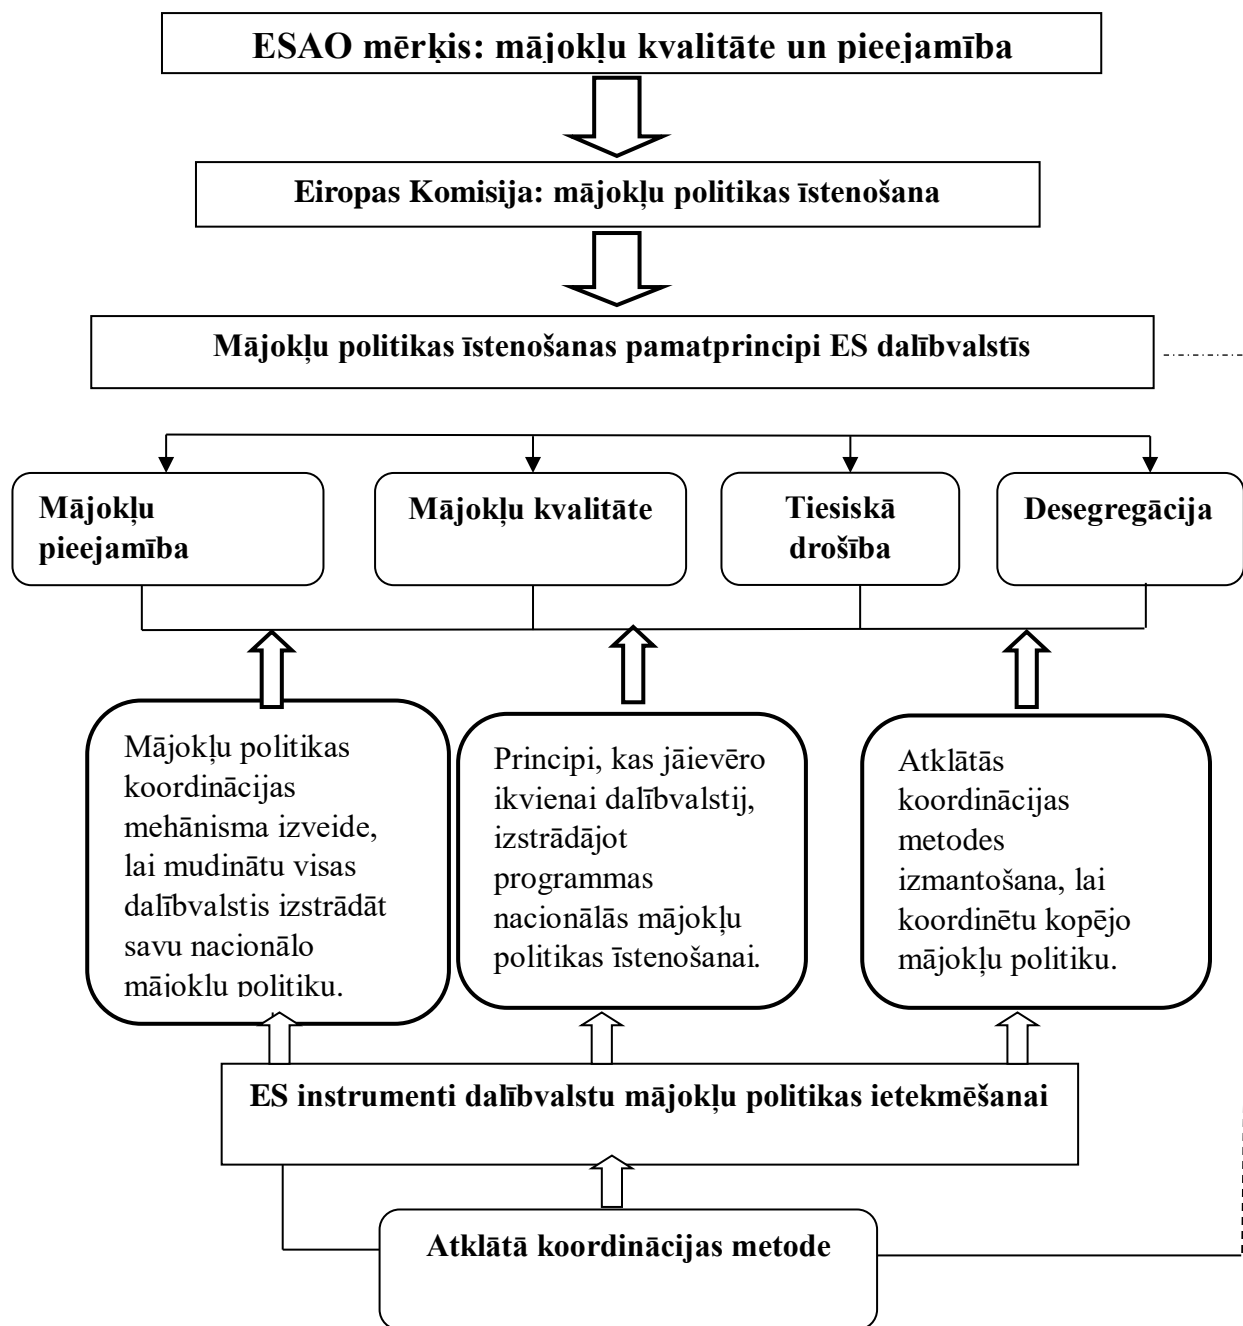 ESAO mērķis: mājokļu kvalitāte un pieejamība
Eiropas Komisija: mājokļu politikas īstenošana
Mājokļu politikas īstenošanas pamatprincipi ES dalībvalstīs
Mājokļu
pieejamība
Mājokļu kvalitāte
Tiesiskā
drošība
Desegregācija
Mājokļu politikas
koordinācijas
mehānisma izveide,
lai mudinātu visas
dalībvalstis izstrādāt
savu nacionālo
mājokļu politiku.
Principi, kas jāievēro
ikvienai dalībvalstij,
izstrādājot
programmas
nacionālās mājokļu
politikas īstenošanai.
Atklātās
koordinācijas
metodes
izmantošana, lai
koordinētu kopējo
mājokļu politiku.
ES instrumenti dalībvalstu mājokļu politikas ietekmēšanai
Atklātā koordinācijas metode